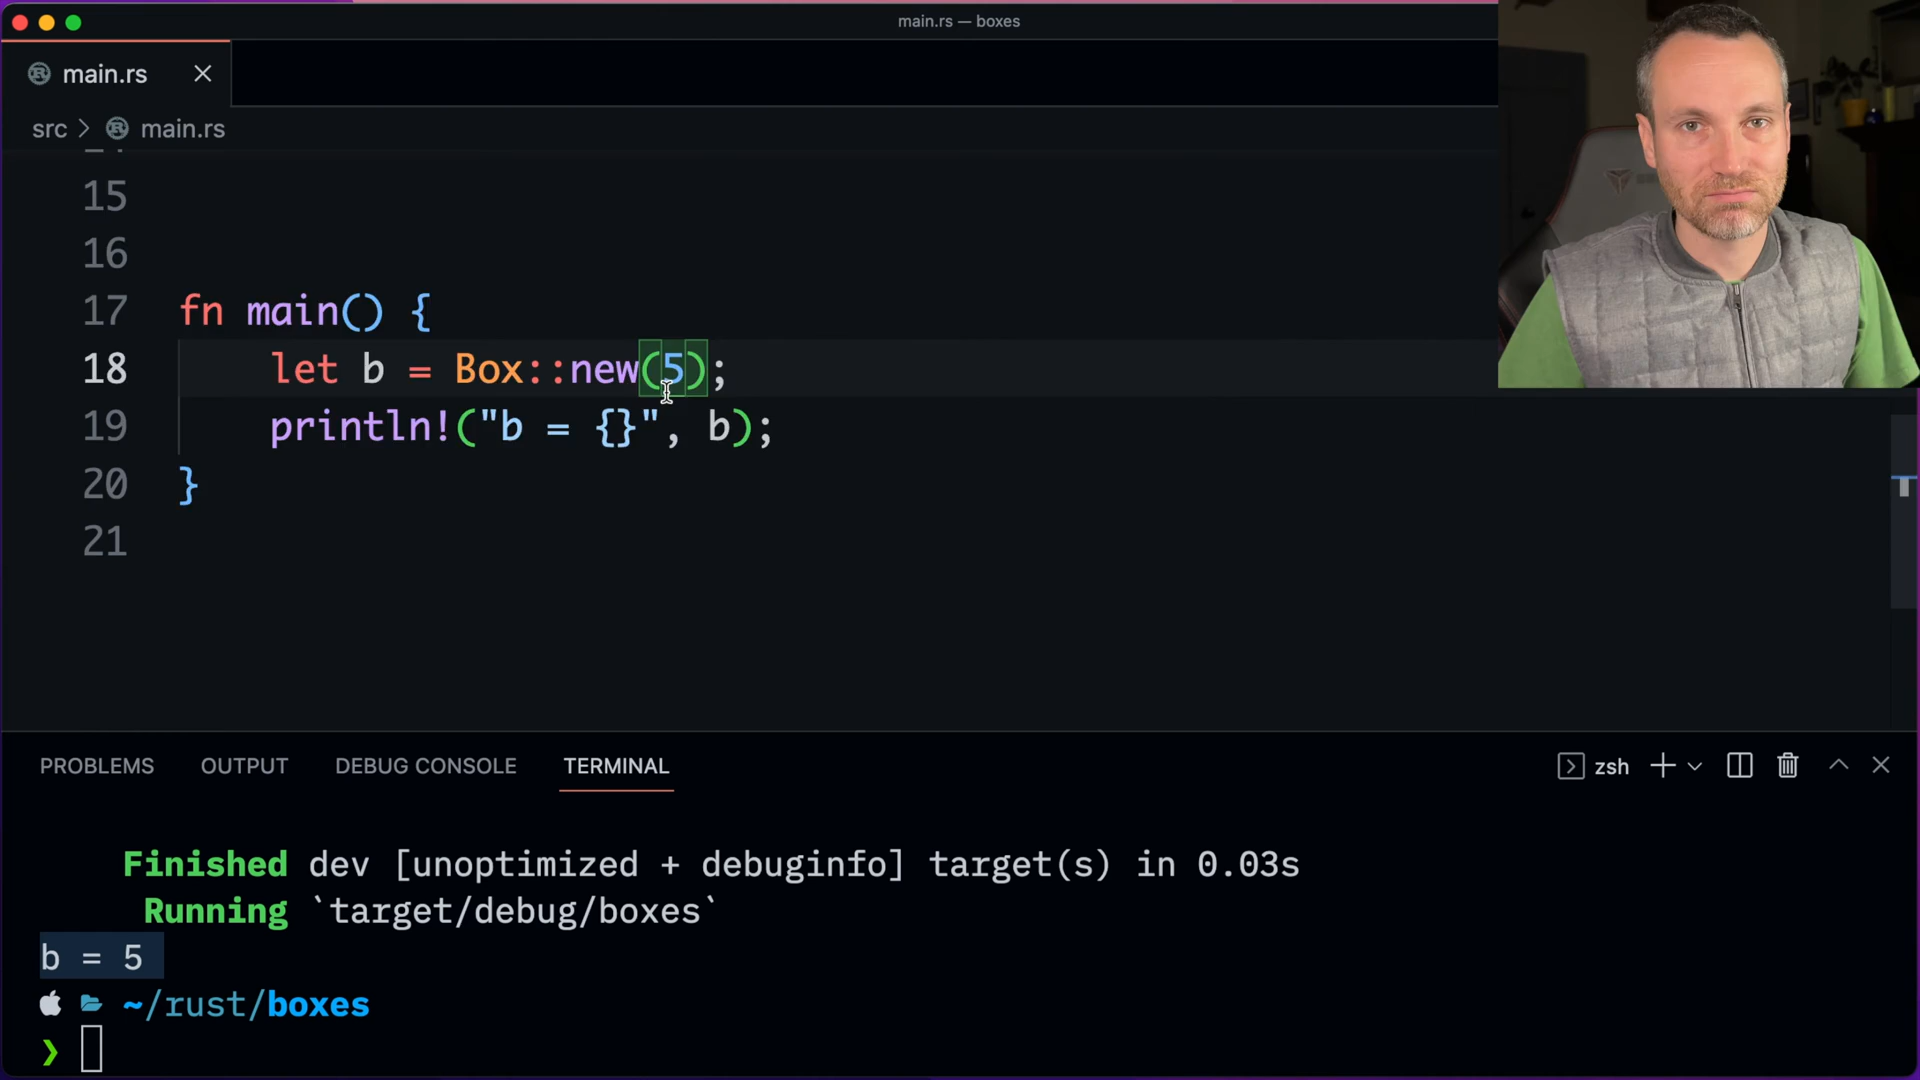 main.rs — boxes
main.rs
src > main.rs
15
16
17 fn main() {
18 let b = Box::new(5);
19 println!("b = {}", b);
20 }
21
PROBLEMS OUTPUT DEBUG CONSOLE TERMINAL zsh
Finished dev [unoptimized + debuginfo] target(s) in 0.03s
Running `target/debug/boxes`
b = 5
~/rust/boxes
❯